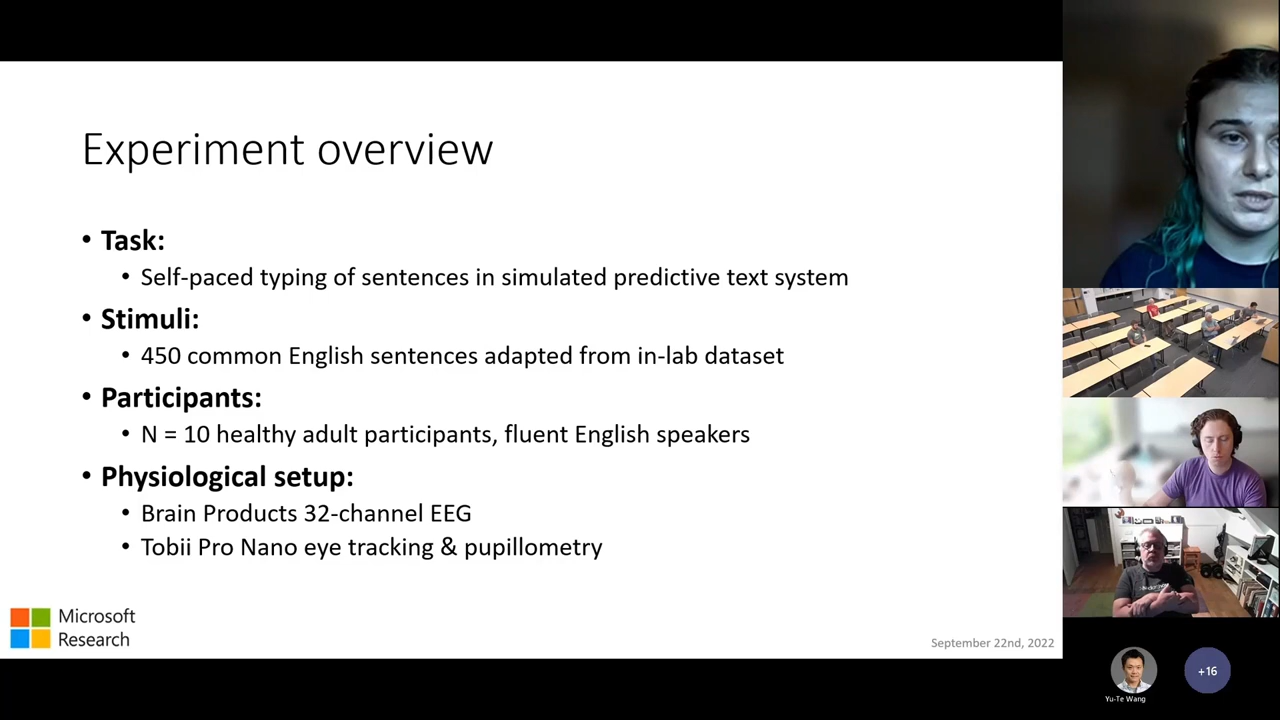 Experiment overview
• Task:
• Self-paced typing of sentences in simulated predictive text system
• Stimuli:
• 450 common English sentences adapted from in-lab dataset
• Participants:
• N = 10 healthy adult participants, fluent English speakers
• Physiological setup:
• Brain Products 32-channel EEG
• Tobii Pro Nano eye tracking & pupillometry
Microsoft
Research
September 22nd, 2022
Yu-Te Wang
+16